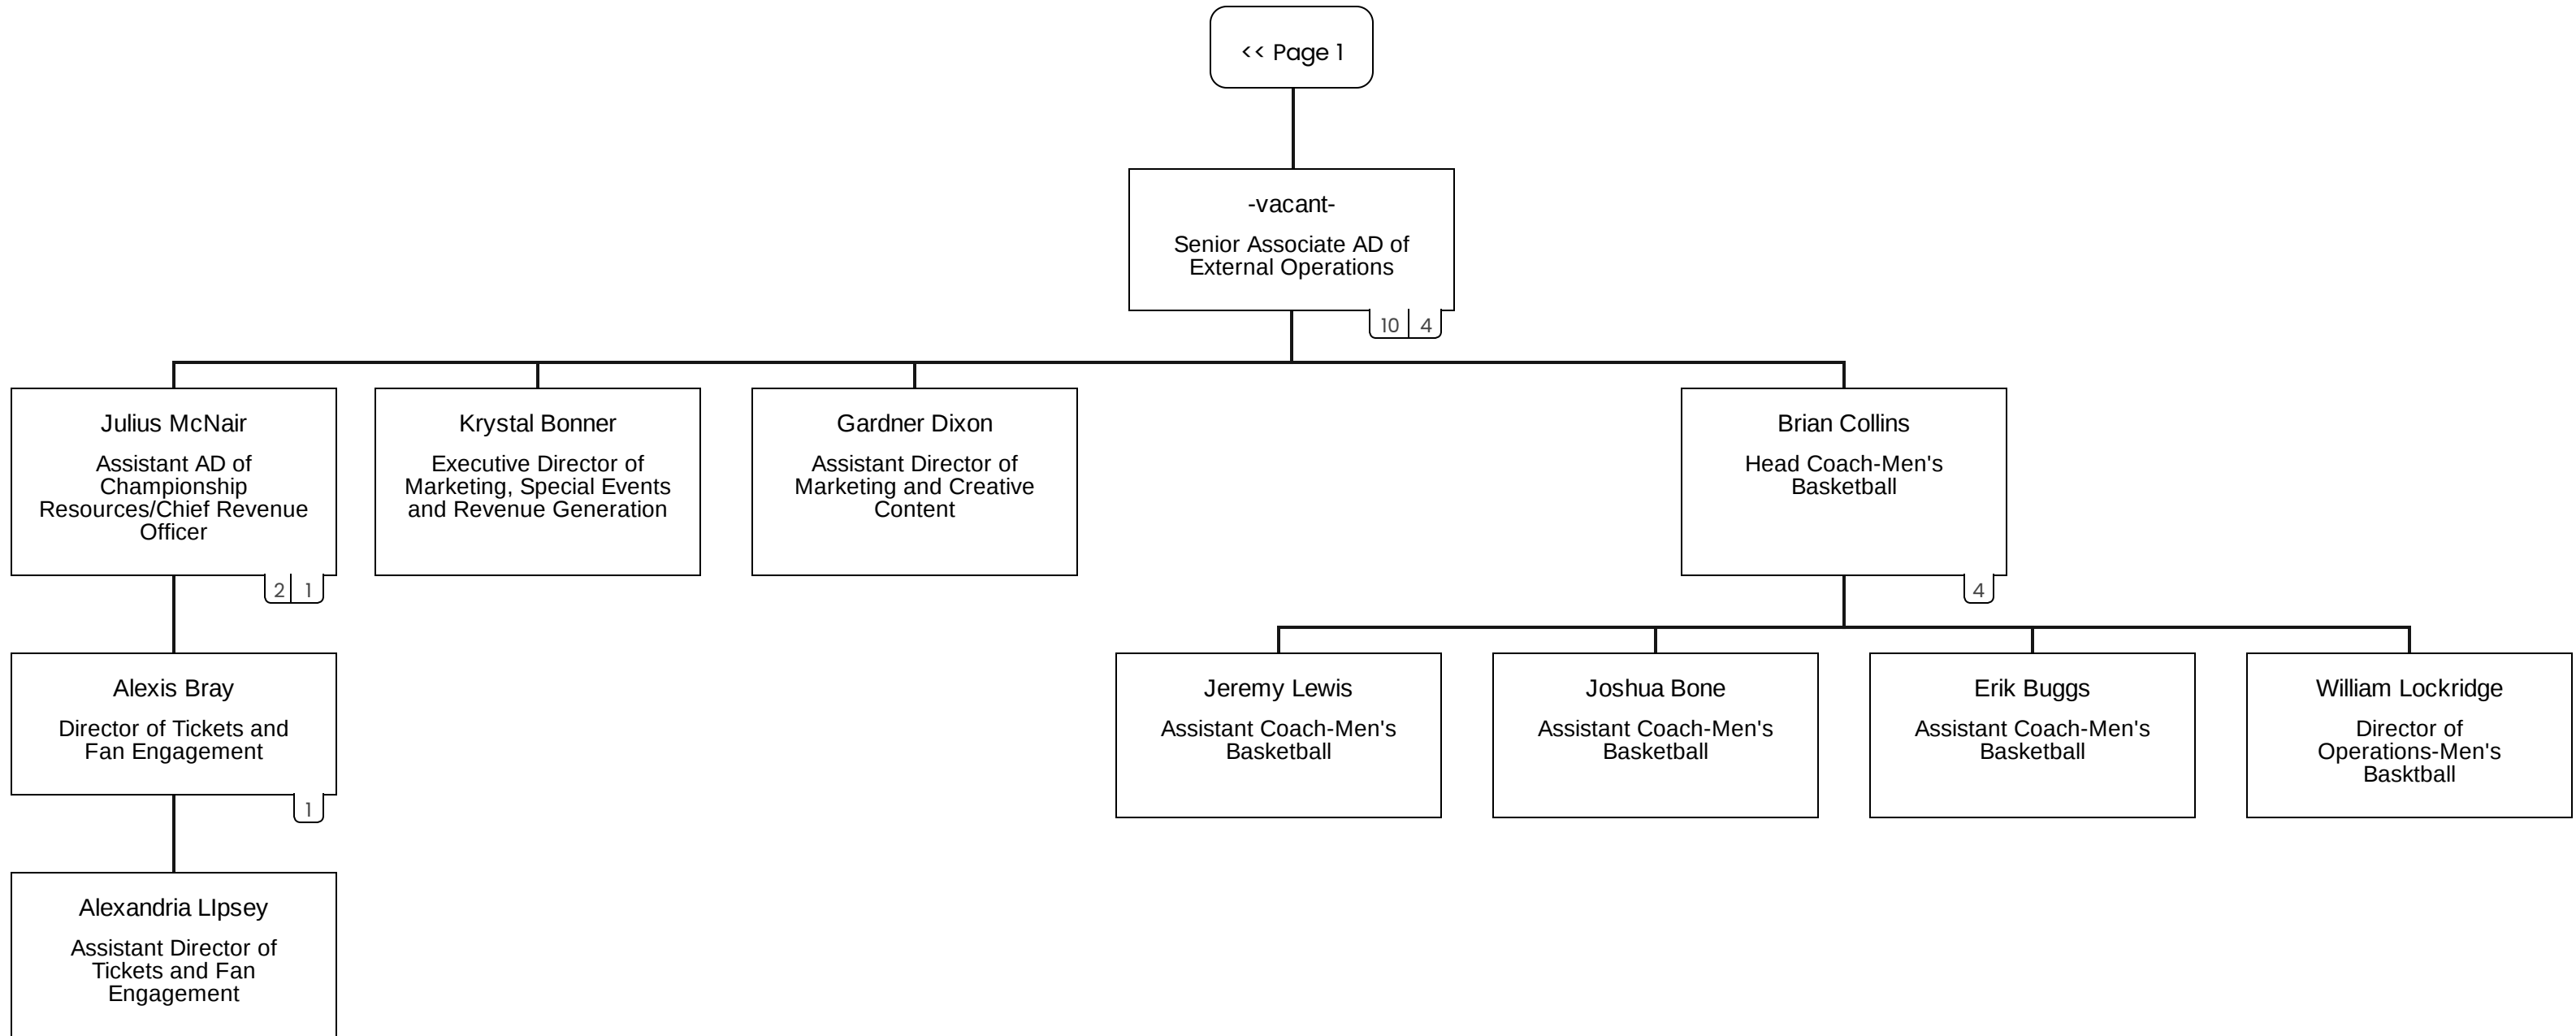 << Page 1
-vacant-
Senior Associate AD of
External Operations
10 4
Julius McNair
Assistant AD of
Championship
Resources/Chief Revenue
Officer
2 1
Krystal Bonner
Executive Director of
Marketing, Special Events
and Revenue Generation
Gardner Dixon
Assistant Director of
Marketing and Creative
Content
Brian Collins
Head Coach-Men's
Basketball
4
Alexis Bray
Director of Tickets and
Fan Engagement
1
Jeremy Lewis
Assistant Coach-Men's
Basketball
Joshua Bone
Assistant Coach-Men's
Basketball
Erik Buggs
Assistant Coach-Men's
Basketball
William Lockridge
Director of
Operations-Men's
Basktball
Alexandria LIpsey
Assistant Director of
Tickets and Fan
Engagement